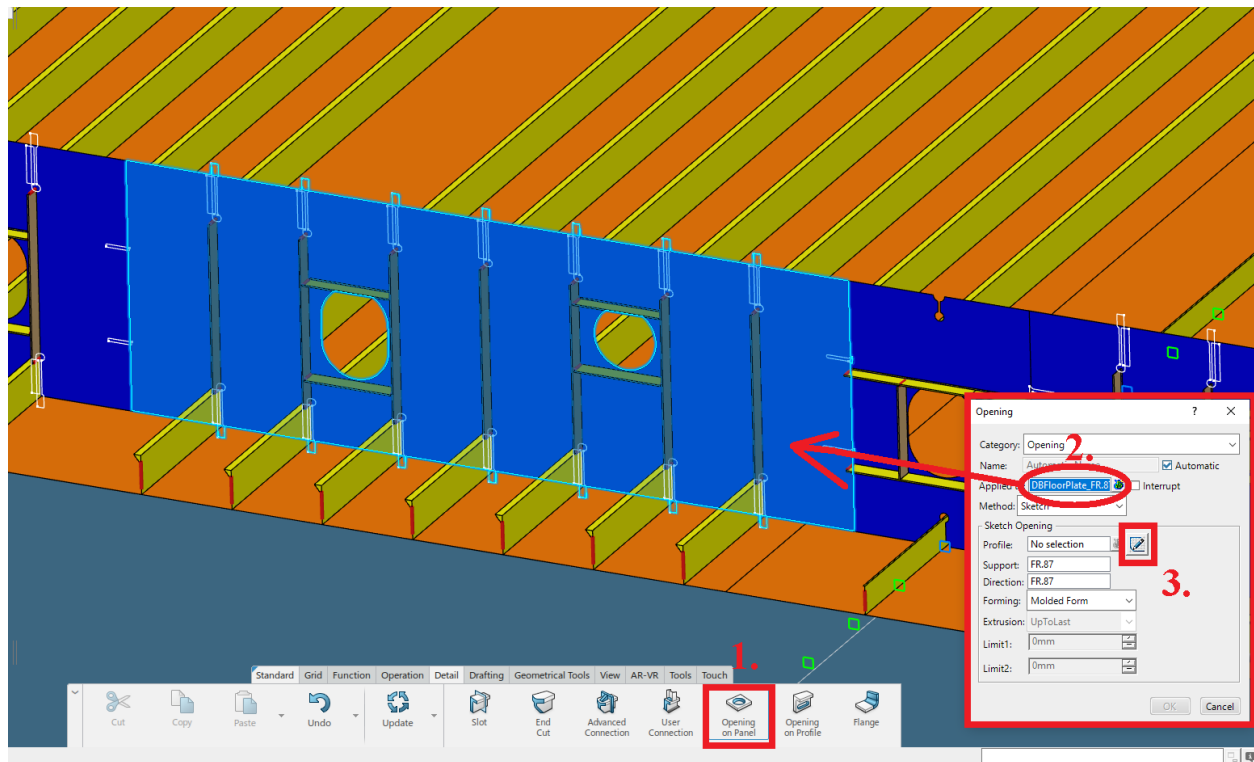 Opening ? ×
Category: Opening
2.
Name: Automatic
Applied DBFloorPlate_FR.8 Interrupt
Method: Sketch
Sketch Opening
Profile: No selection
3.
Support: FR.87
Direction: FR.87
Forming: Molded Form
Extrusion: UpToLast
Limit1: 0mm
Limit2: 0mm
OK Cancel
1.
Standard Grid Function Operation Detail Drafting Geometrical Tools View AR-VR Tools Touch
Cut Copy Paste Undo Update Slot End Cut Advanced Connection User Connection Opening on Panel Opening on Profile Flange